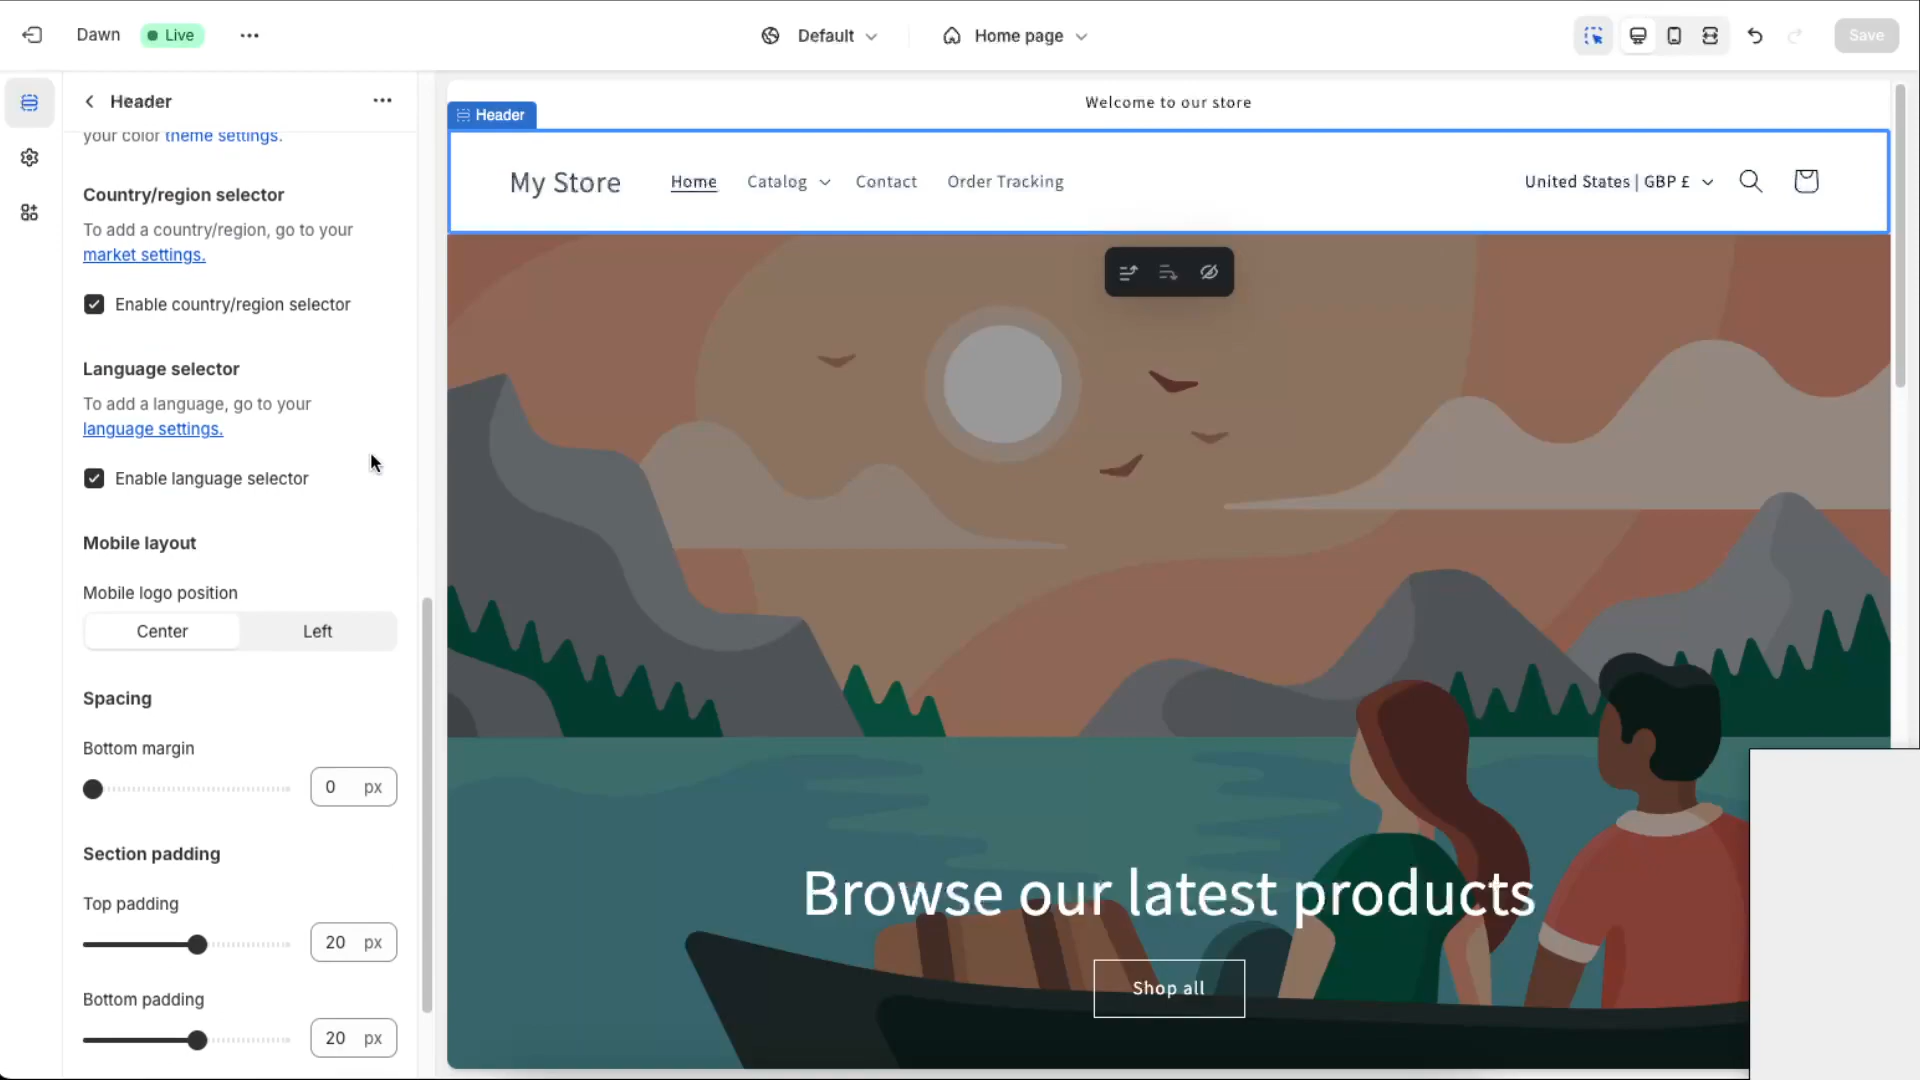 Dawn
Live
Default
Home page
Save
Header
your color theme settings.
Country/region selector
To add a country/region, go to your
market settings.
Enable country/region selector
Language selector
To add a language, go to your
language settings.
Enable language selector
Mobile layout
Mobile logo position
Center
Left
Spacing
Bottom margin
0 px
Section padding
Top padding
20 px
Bottom padding
20 px
Welcome to our store
Header
My Store
Home
Catalog
Contact
Order Tracking
United States | GBP £
Browse our latest products
Shop all